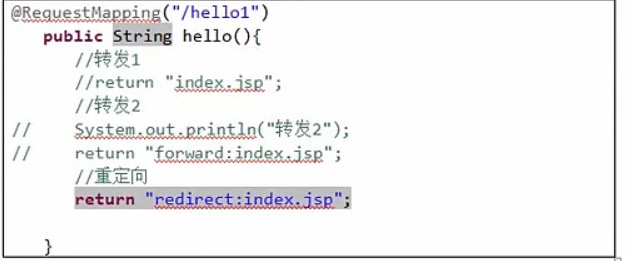 @RequestMapping("/hello1")
public String hello(){
//转发1
//return "index.jsp";
//转发2
// System.out.println("转发2");
// return "forward:index.jsp";
//重定向
return "redirect:index.jsp";
}